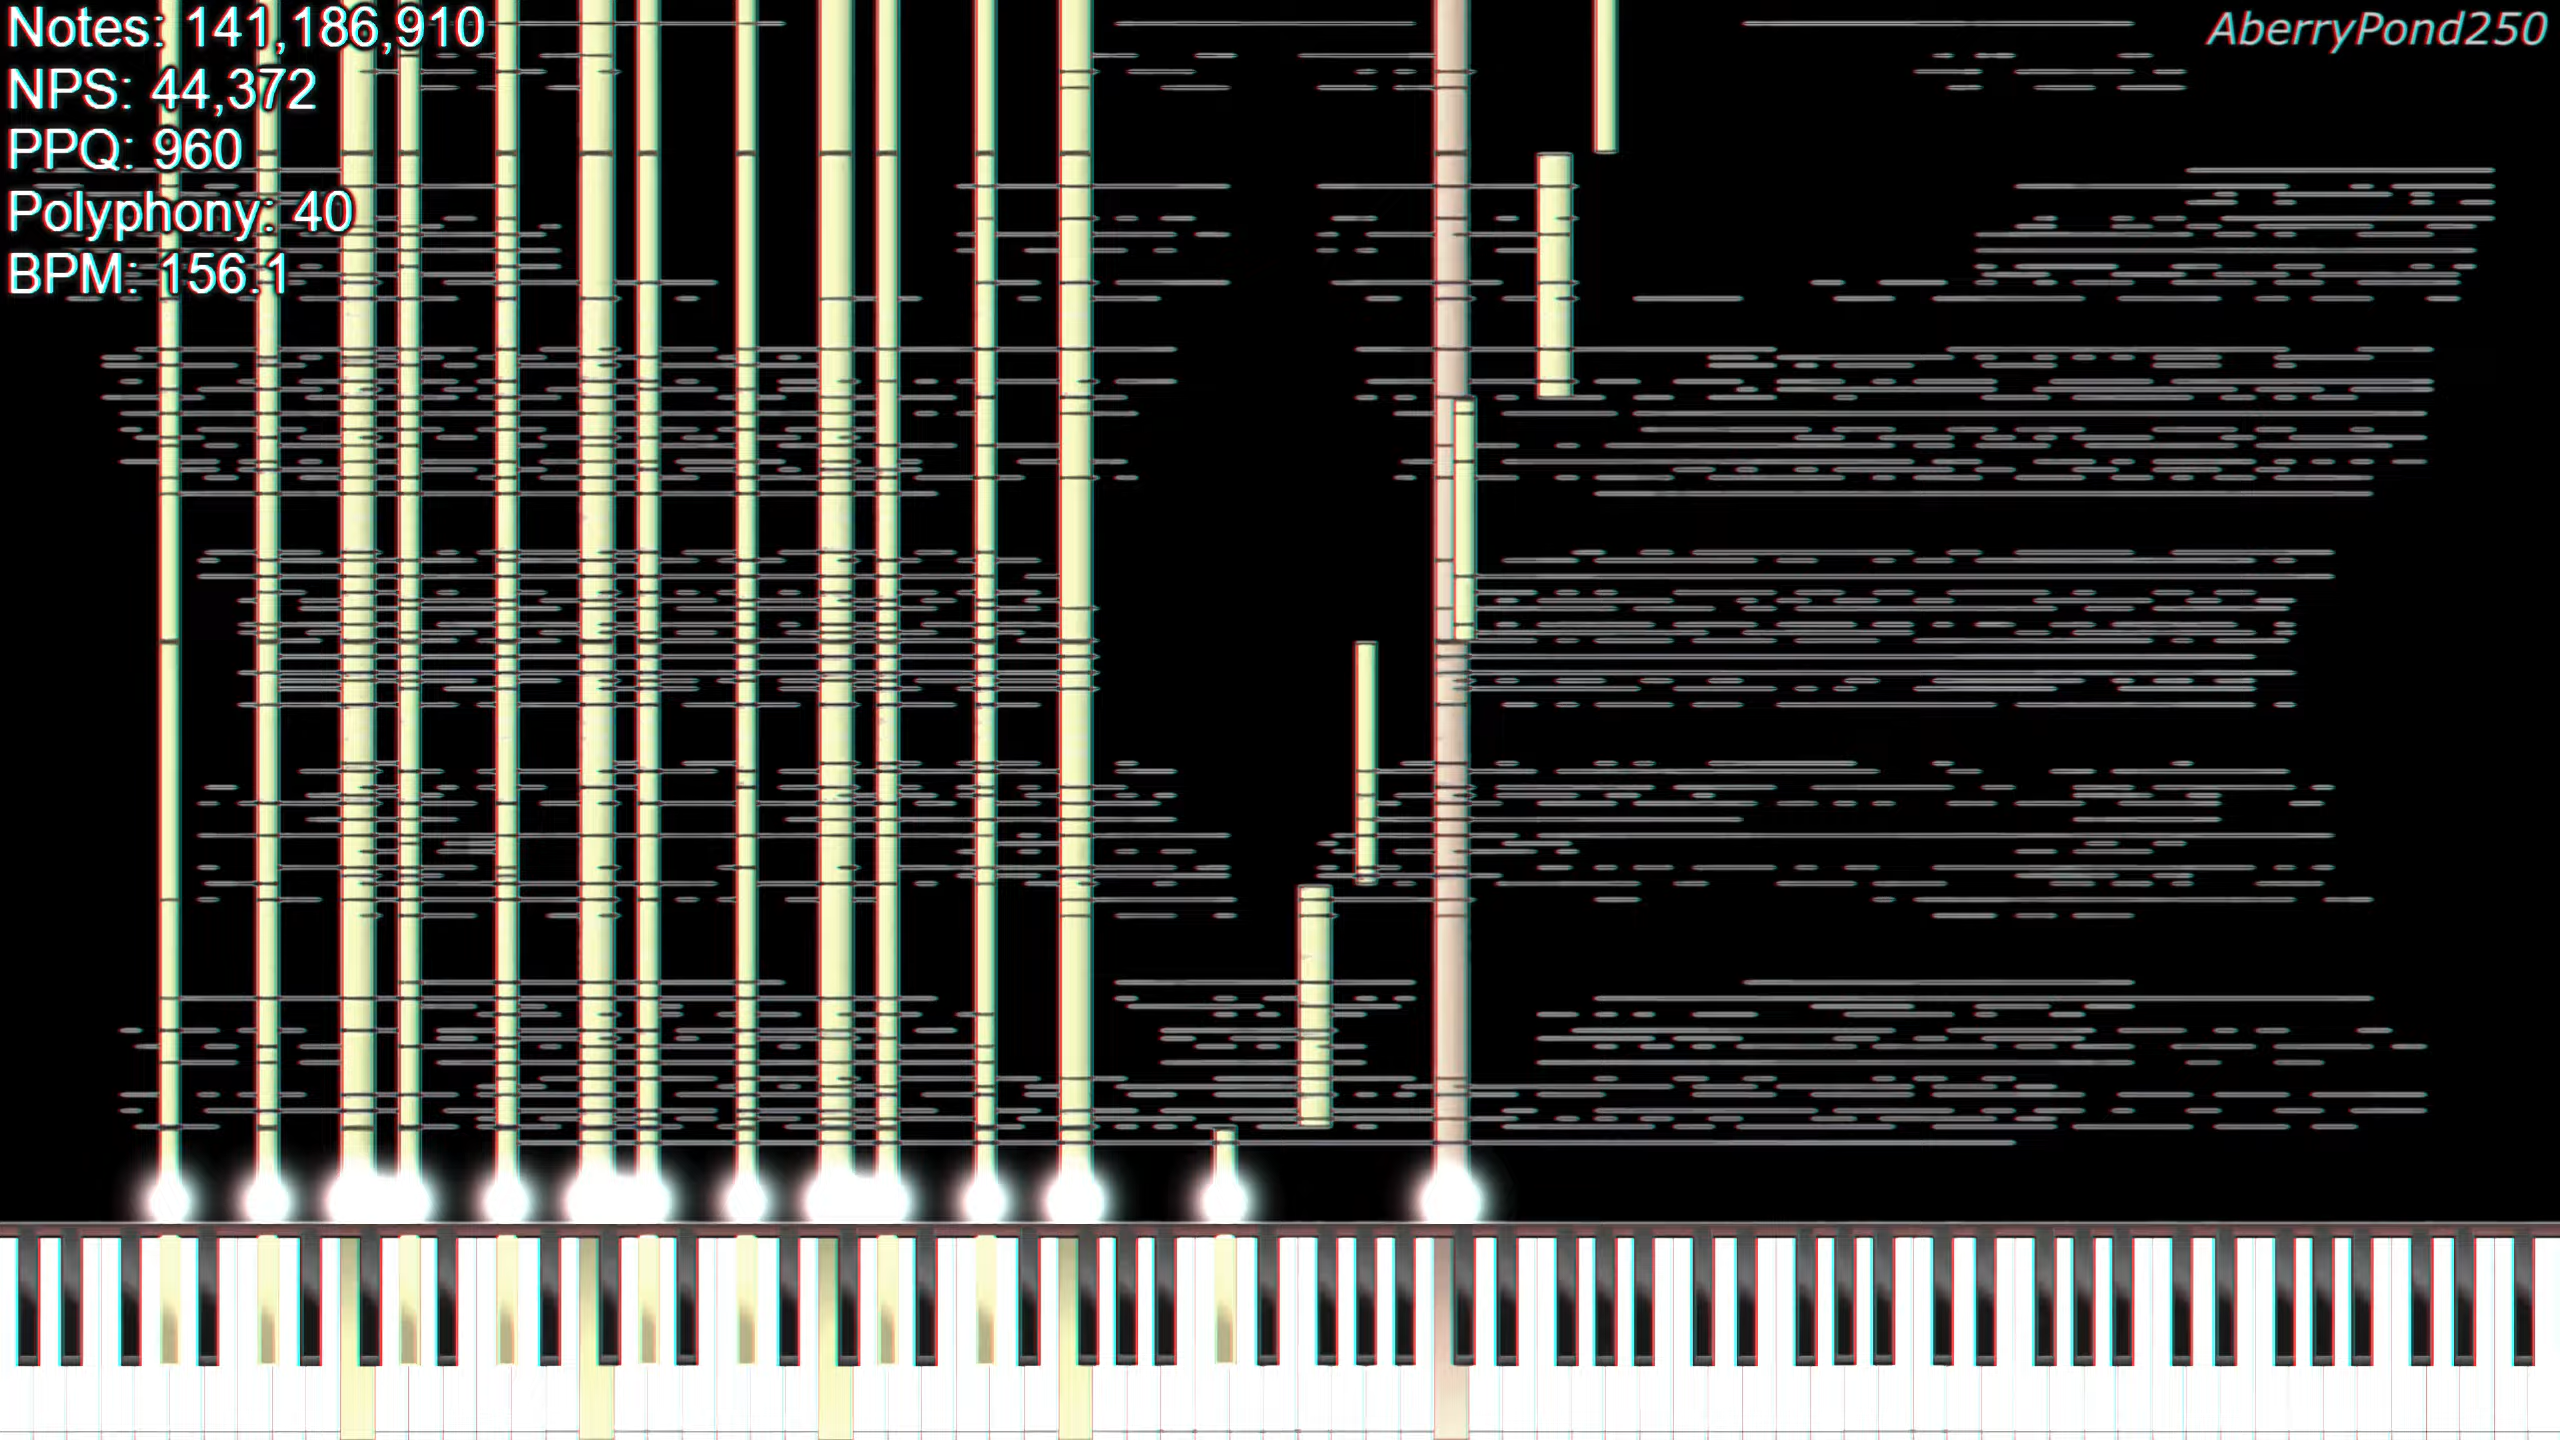 Notes: 141,186,910
AberryPond250
NPS: 44,372
PPQ: 960
Polyphony: 40
BPM: 156.1